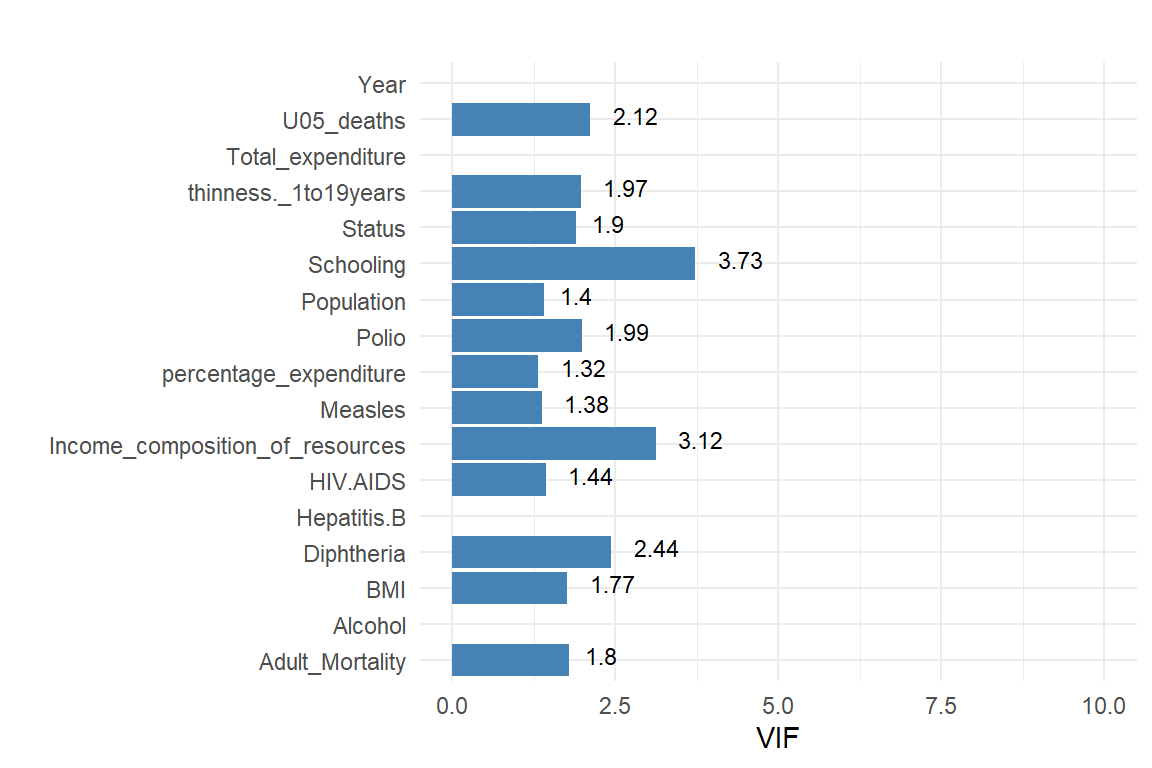 Year
U05_deaths 2.12
Total_expenditure
thinness._1to19years 1.97
Status 1.9
Schooling 3.73
Population 1.4
Polio 1.99
percentage_expenditure 1.32
Measles 1.38
Income_composition_of_resources 3.12
HIV.AIDS 1.44
Hepatitis.B
Diphtheria 2.44
BMI 1.77
Alcohol
Adult_Mortality 1.8
0.0 2.5 5.0 7.5 10.0
VIF